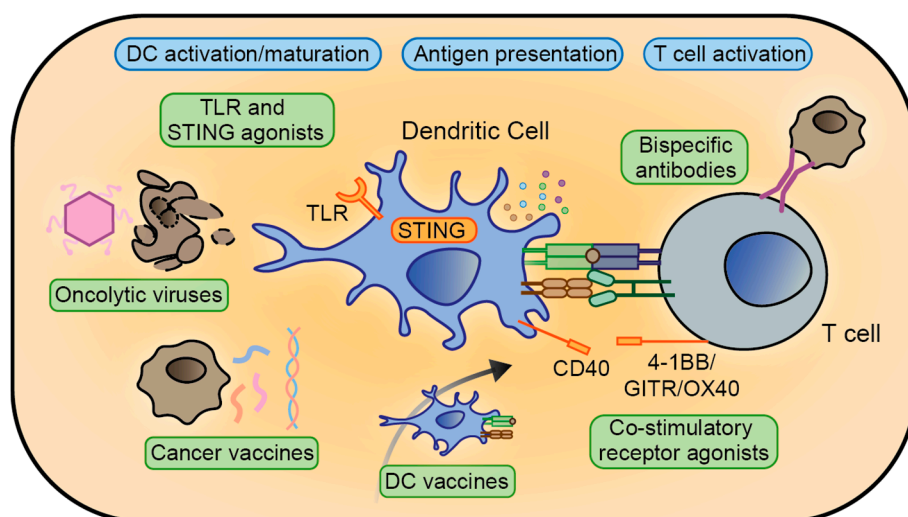 DC activation/maturation
Antigen presentation
T cell activation
TLR and
STING agonists
Dendritic Cell
Bispecific
antibodies
TLR
STING
Oncolytic viruses
T cell
CD40
4-1BB/
GITR/OX40
Cancer vaccines
DC vaccines
Co-stimulatory
receptor agonists